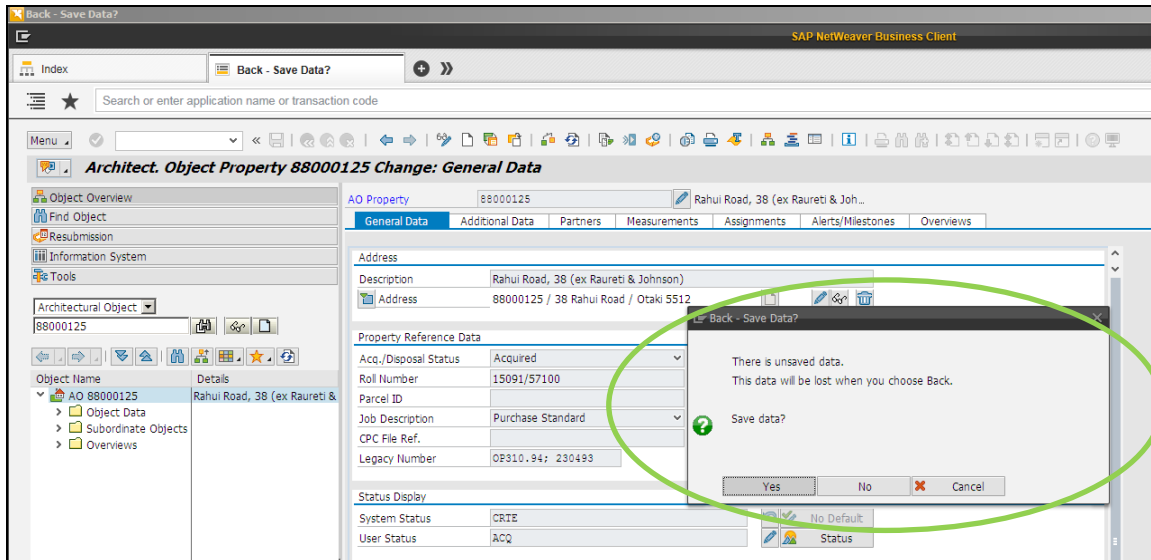 Back - Save Data?
SAP NetWeaver Business Client
Index
Back - Save Data?
Search or enter application name or transaction code
Menu
Architect. Object Property 88000125 Change: General Data
Object Overview
Find Object
Resubmission
Information System
Tools
Architectural Object
88000125
Object Name Details
AO 88000125 Rahui Road, 38 (ex Raureti &
Object Data
Subordinate Objects
Overviews
AO Property 88000125 Rahui Road, 38 (ex Raureti & Joh...
General Data Additional Data Partners Measurements Assignments Alerts/Milestones Overviews
Address
Description Rahui Road, 38 (ex Raureti & Johnson)
Address 88000125 / 38 Rahui Road / Otaki 5512
Property Reference Data
Acq./Disposal Status Acquired
Roll Number 15091/57100
Parcel ID
Job Description Purchase Standard
CPC File Ref.
Legacy Number OP310.94; 230493
Status Display
System Status CRTE No Default
User Status ACQ Status
Back - Save Data?
There is unsaved data.
This data will be lost when you choose Back.
Save data?
Yes No Cancel